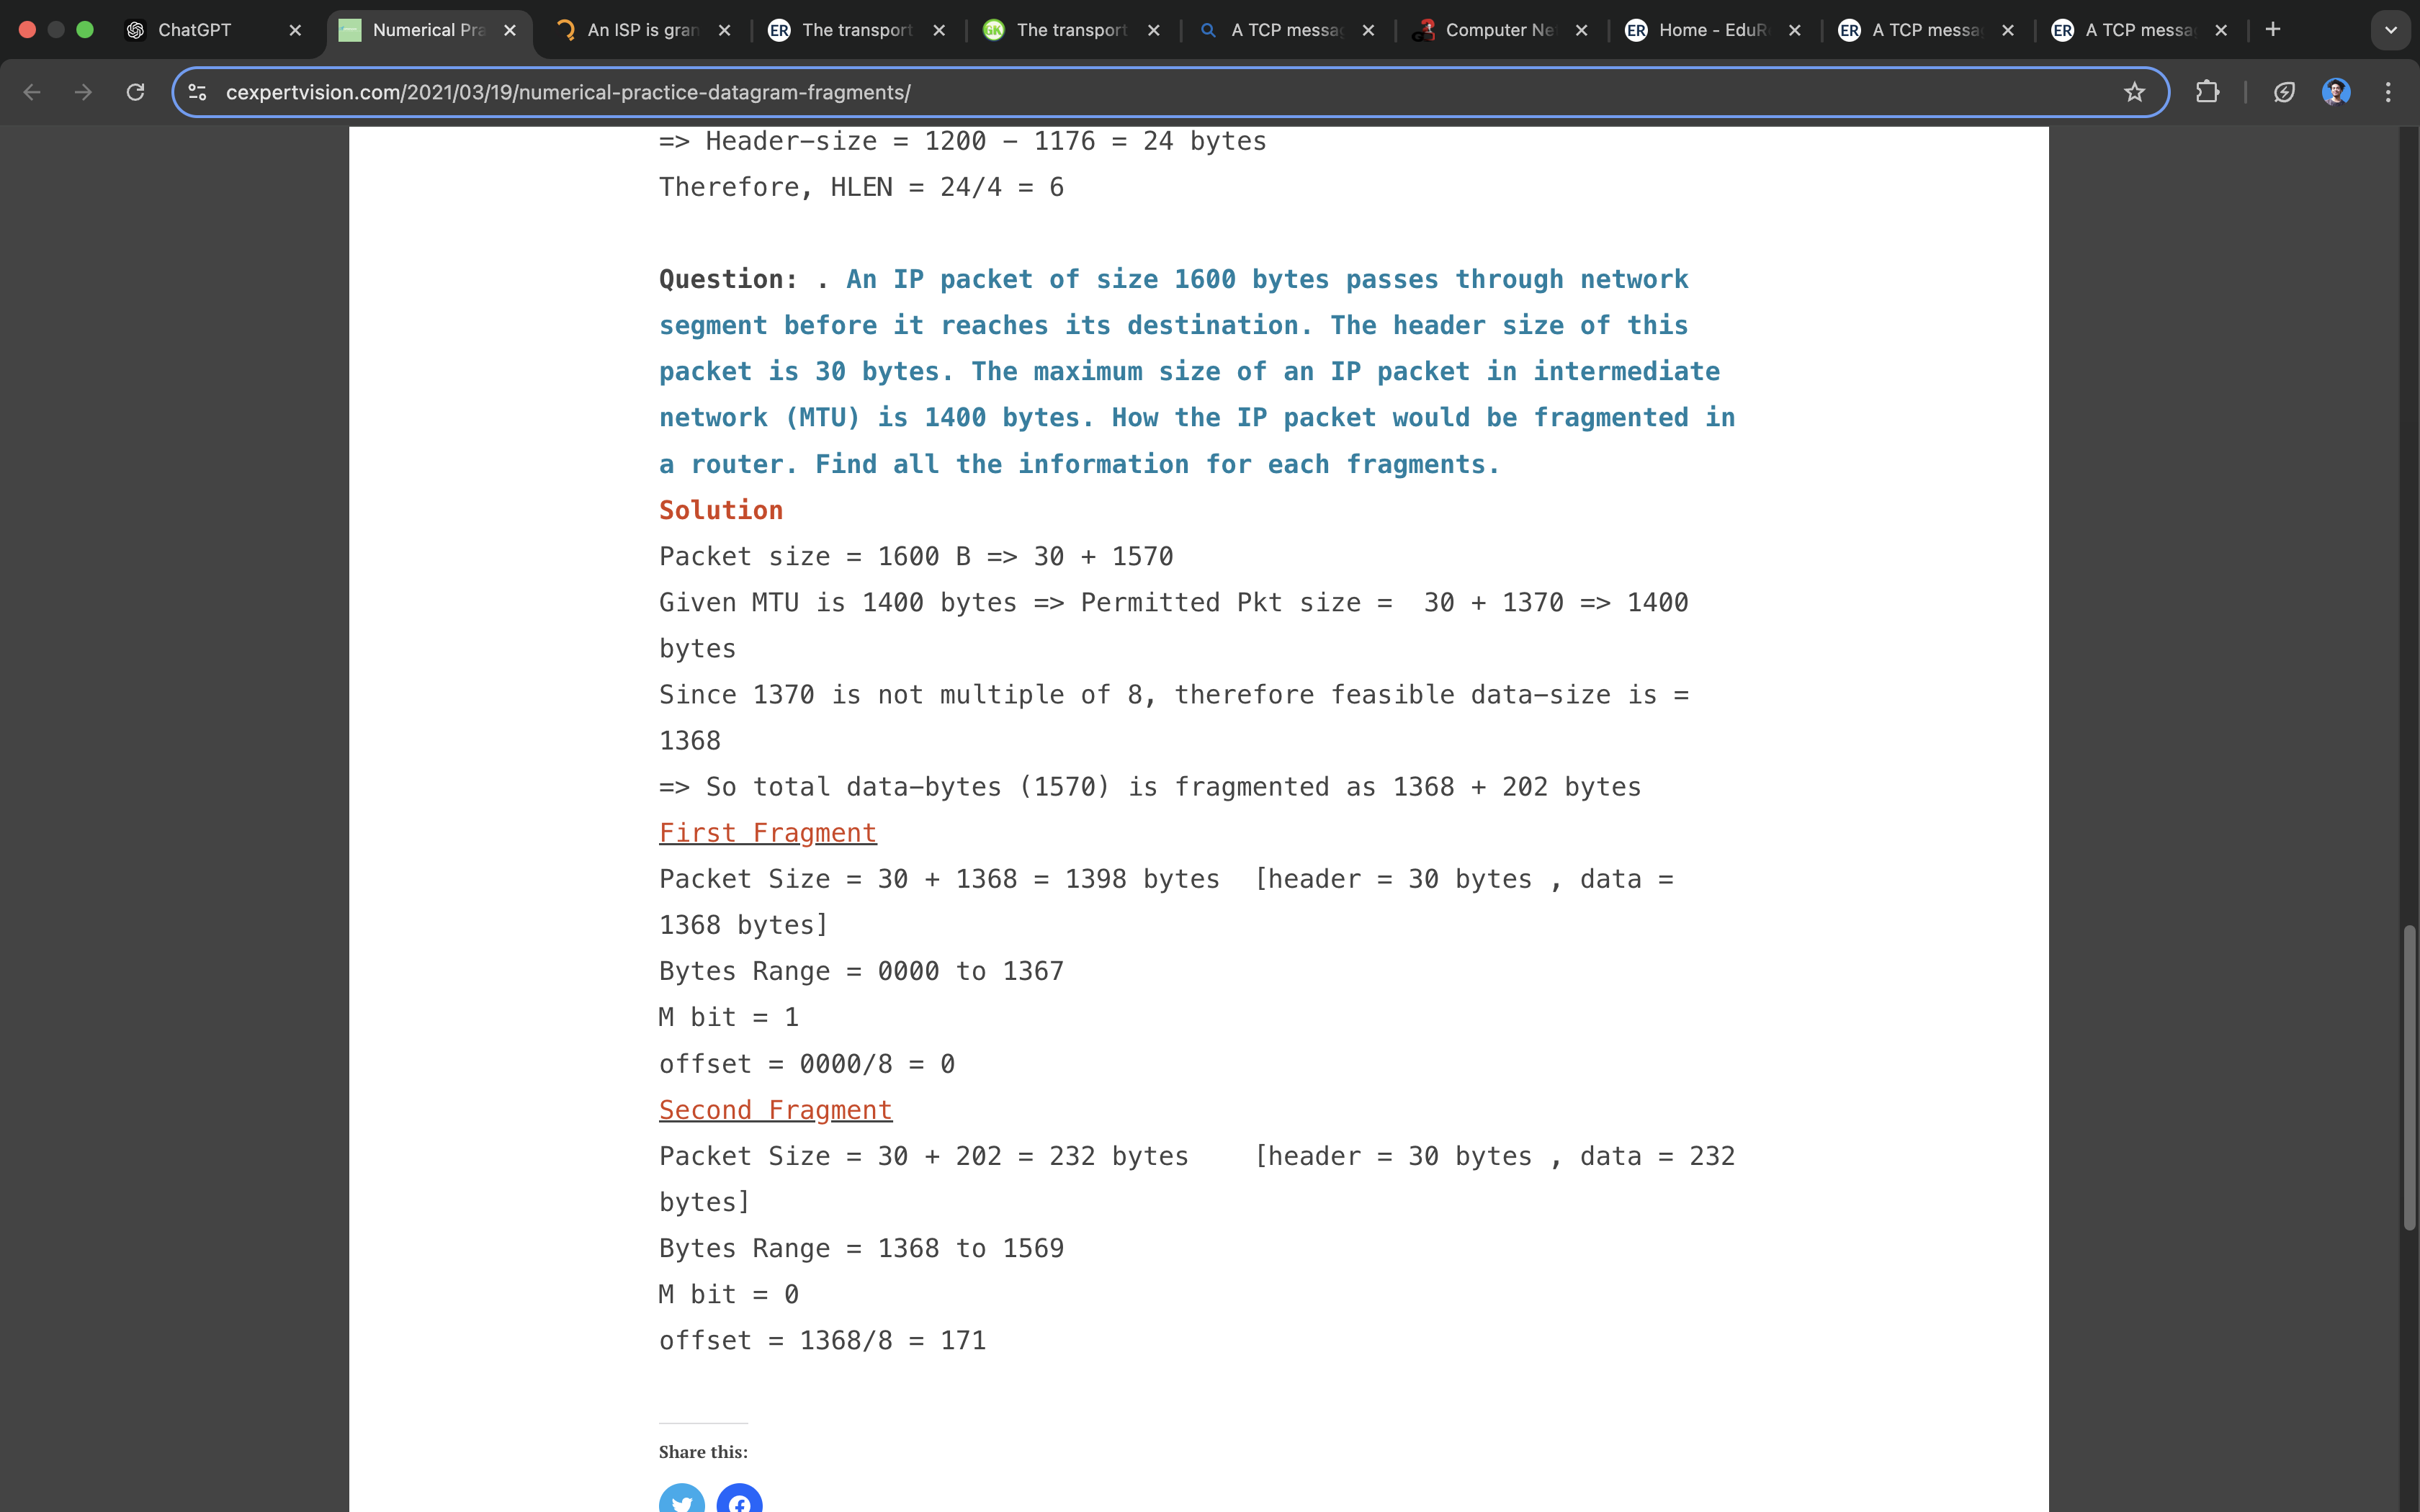 ChatGPT
Numerical Pra
An ISP is gran
The transport
The transport
A TCP messag
Computer Ne
Home - EduR
A TCP messa
A TCP messa
cexpertvision.com/2021/03/19/numerical-practice-datagram-fragments/
=> Header-size = 1200 – 1176 = 24 bytes
Therefore, HLEN = 24/4 = 6
Question: . An IP packet of size 1600 bytes passes through network
segment before it reaches its destination. The header size of this
packet is 30 bytes. The maximum size of an IP packet in intermediate
network (MTU) is 1400 bytes. How the IP packet would be fragmented in
a router. Find all the information for each fragments.
Solution
Packet size = 1600 B => 30 + 1570
Given MTU is 1400 bytes => Permitted Pkt size =  30 + 1370 => 1400
bytes
Since 1370 is not multiple of 8, therefore feasible data-size is =
1368
=> So total data-bytes (1570) is fragmented as 1368 + 202 bytes
First Fragment
Packet Size = 30 + 1368 = 1398 bytes  [header = 30 bytes , data =
1368 bytes]
Bytes Range = 0000 to 1367
M bit = 1
offset = 0000/8 = 0
Second Fragment
Packet Size = 30 + 202 = 232 bytes    [header = 30 bytes , data = 232
bytes]
Bytes Range = 1368 to 1569
M bit = 0
offset = 1368/8 = 171
Share this: